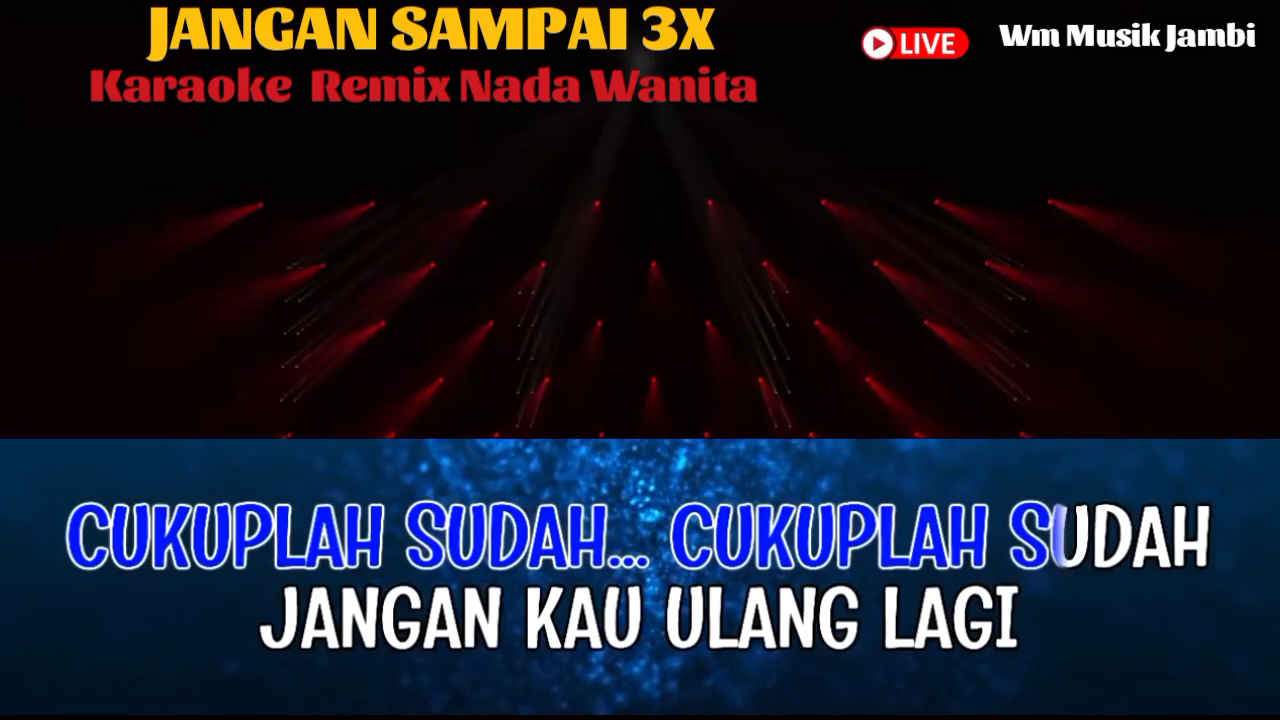 JANGAN SAMPAI 3X
Karaoke Remix Nada Wanita
LIVE
Wm Musik Jambi
CUKUPLAH SUDAH... CUKUPLAH SUDAH
JANGAN KAU ULANG LAGI